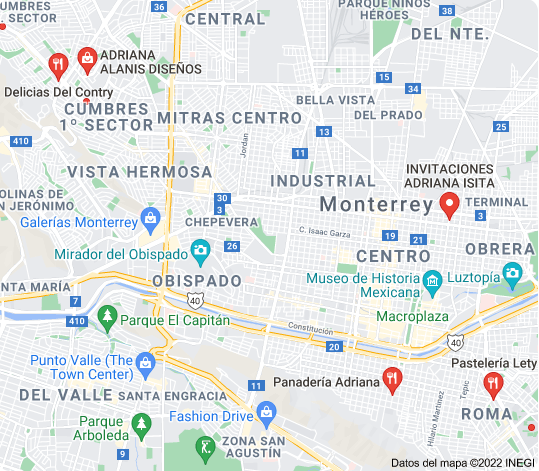 PARQUE NIÑOS
HÉROES
CUMBRES
. SECTOR
CENTRAL
DEL NTE.
85
ADRIANA
ALANIS DISEÑOS
Delicias Del Contry
15
38
34
BELLA VISTA
DEL PRADO
CUMBRES
1° SECTOR
MITRAS CENTRO
13
25
410
Jordan
11
VISTA HERMOSA
INDUSTRIAL
INVITACIONES
ADRIANA ISITA
OLINAS DE
N JERÓNIMO
30
3
Monterrey
TERMINAL
3
Galerías Monterrey
CHEPEVERA
C. Isaac Garza
26
19
21
Mirador del Obispado
CENTRO
OBRERA
OBISPADO
Museo de Historia
Mexicana
Luztopía
ANTA MARÍA
7
40
410
Parque El Capitán
Macroplaza
Constitución
20
40
Punto Valle (The
Town Center)
Pastelería Lety
Panadería Adriana
11
DEL VALLE
SANTA ENGRACIA
Tepic
Hilario Martínez
ROMA
Fashion Drive
Parque
Arboleda
9
ZONA SAN
AGUSTÍN
Datos del mapa ©2022 INEGI